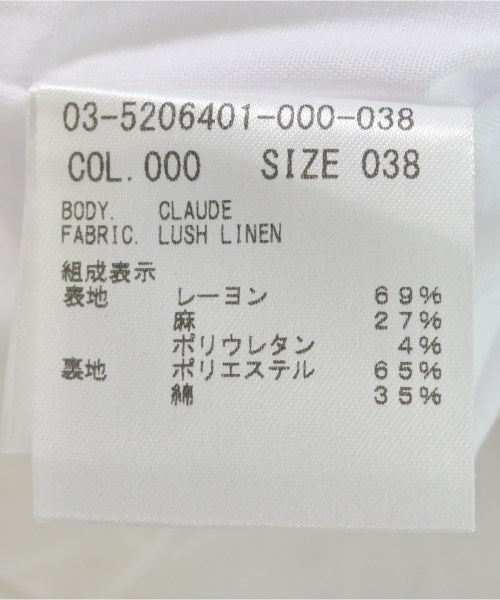 03-5206401-000-038
COL.000 SIZE 038
BODY. CLAUDE
FABRIC. LUSH LINEN
組成表示
表地 レーヨン 69%
麻 27%
ポリウレタン 4%
裏地 ポリエステル 65%
綿 35%